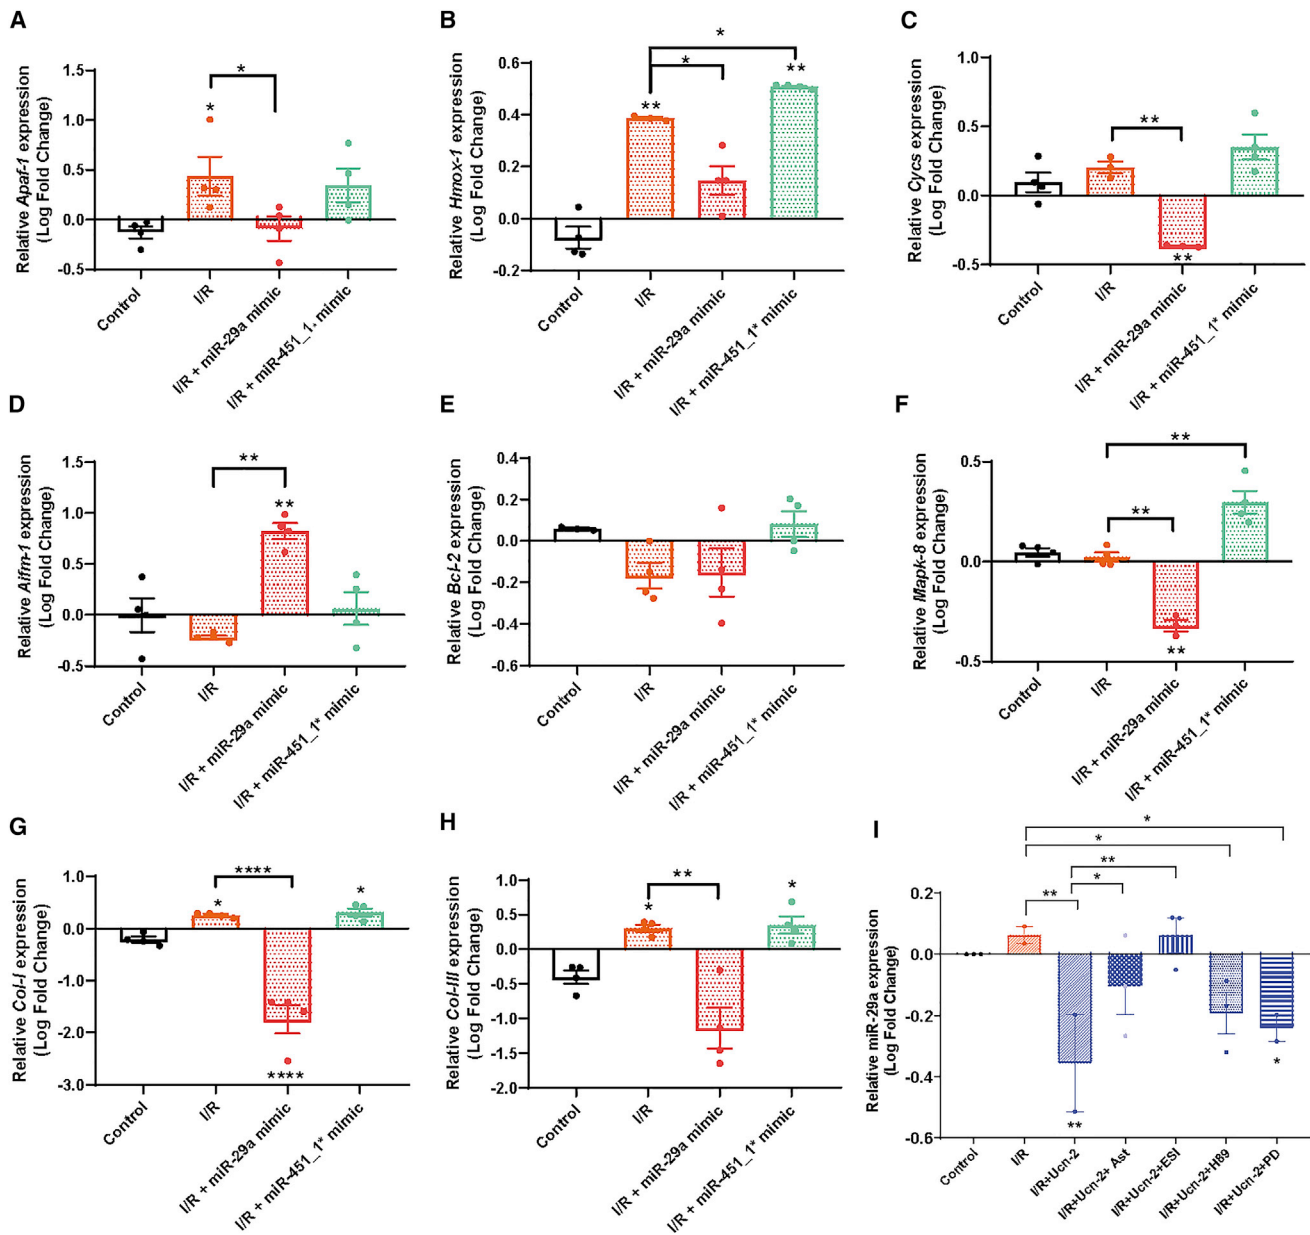 A
Relative Apaf-1 expression
(Log Fold Change)
1.5
1.0
0.5
0.0
-0.5
*
*
Control
I/R
I/R + miR-29a mimic
I/R + miR-451_1* mimic
B
Relative Hmox-1 expression
(Log Fold Change)
0.6
0.4
0.2
0.0
-0.2
*
*
**
**
Control
I/R
I/R + miR-29a mimic
I/R + miR-451_1* mimic
C
Relative Cycs expression
(Log Fold Change)
1.0
0.5
0.0
-0.5
**
**
Control
I/R
I/R + miR-29a mimic
I/R + miR-451_1* mimic
D
Relative Aifm-1 expression
(Log Fold Change)
1.5
1.0
0.5
0.0
-0.5
**
**
Control
I/R
I/R + miR-29a mimic
I/R + miR-451_1* mimic
E
Relative Bcl-2 expression
(Log Fold Change)
0.4
0.2
0.0
-0.2
-0.4
-0.6
Control
I/R
I/R + miR-29a mimic
I/R + miR-451_1* mimic
F
Relative Mapk-8 expression
(Log Fold Change)
0.5
0.0
-0.5
**
**
**
Control
I/R
I/R + miR-29a mimic
I/R + miR-451_1* mimic
G
Relative Col-I expression
(Log Fold Change)
1.0
0.0
-1.0
-2.0
-3.0
****
*
*
****
Control
I/R
I/R + miR-29a mimic
I/R + miR-451_1* mimic
H
Relative Col-III expression
(Log Fold Change)
1.0
0.5
0.0
-0.5
-1.0
-1.5
-2.0
**
*
*
Control
I/R
I/R + miR-29a mimic
I/R + miR-451_1* mimic
I
Relative miR-29a expression
(Log Fold Change)
0.2
0.0
-0.2
-0.4
-0.6
*
*
**
*
**
**
*
Control
I/R
I/R+Ucn-2
I/R+Ucn-2+ Ast
I/R+Ucn-2+ESI
I/R+Ucn-2+H89
I/R+Ucn-2+PD